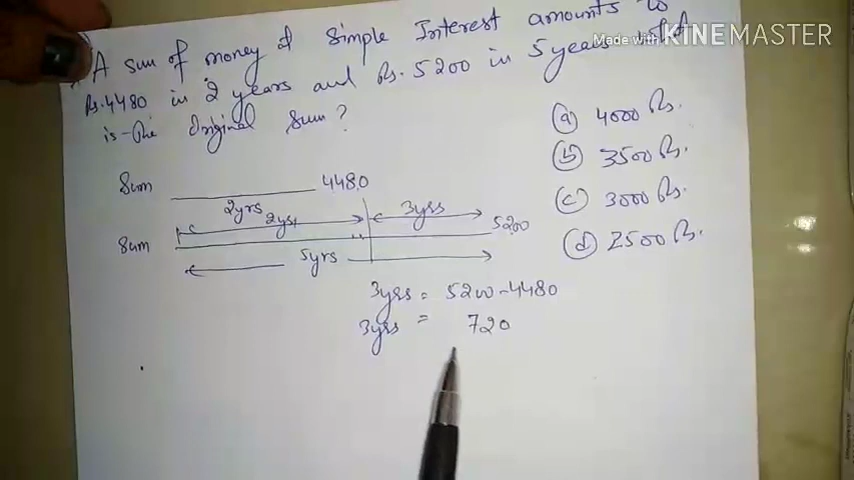 A sum of money at Simple Interest amounts to
Rs.4480 in 2 years and Rs.5200 in 5 years
is the Original Sum?
Made with KINEMASTER
(a) 4000 Rs.
(b) 3500 Rs.
(c) 3000 Rs.
(d) 2500 Rs.
Sum 4480
2yrs
2yrs 3yrs
Sum 5200
5yrs
3yrs = 5200-4480
3yrs = 720